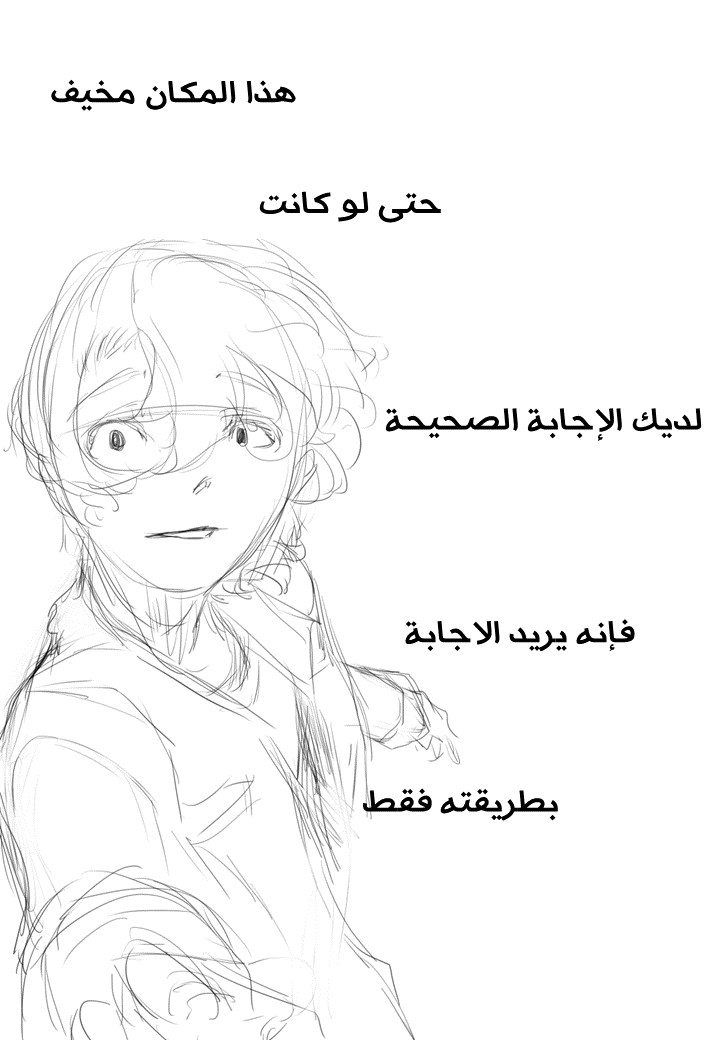 هذا المكان مخيف
حتى لو كانت
لديك الإجابة الصحيحة
فإنه يريد الاجابة
بطريقته فقط